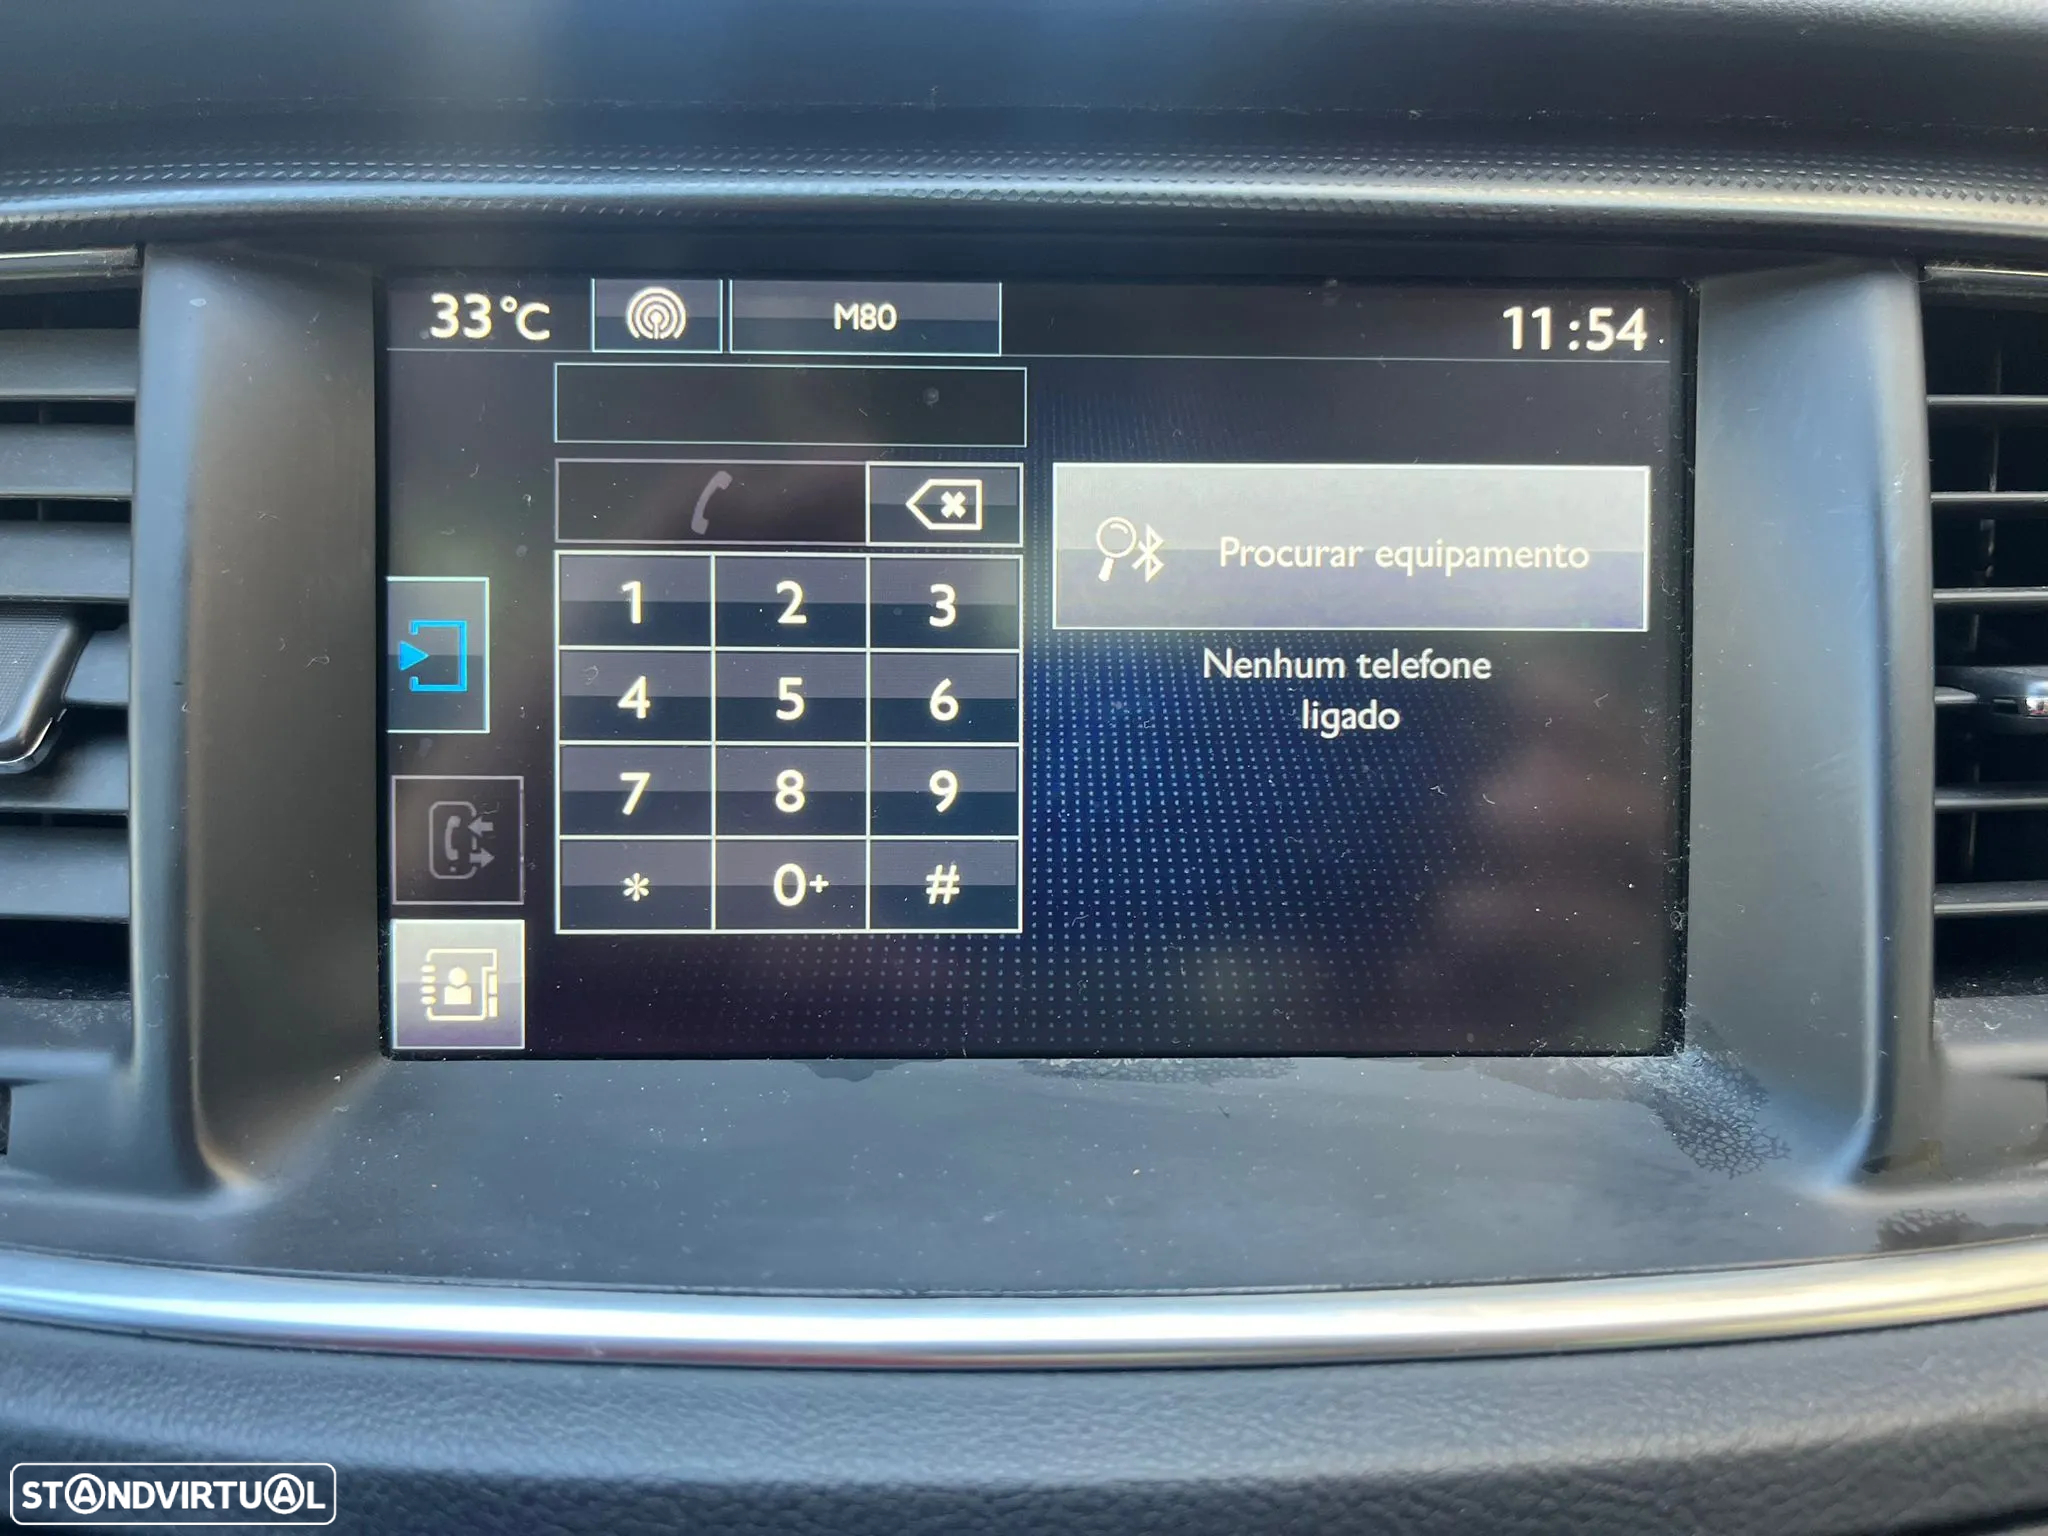 33°C
M80
11:54
Procurar equipamento
Nenhum telefone
ligado
1 2 3
4 5 6
7 8 9
* 0+ #
STANDVIRTUAL